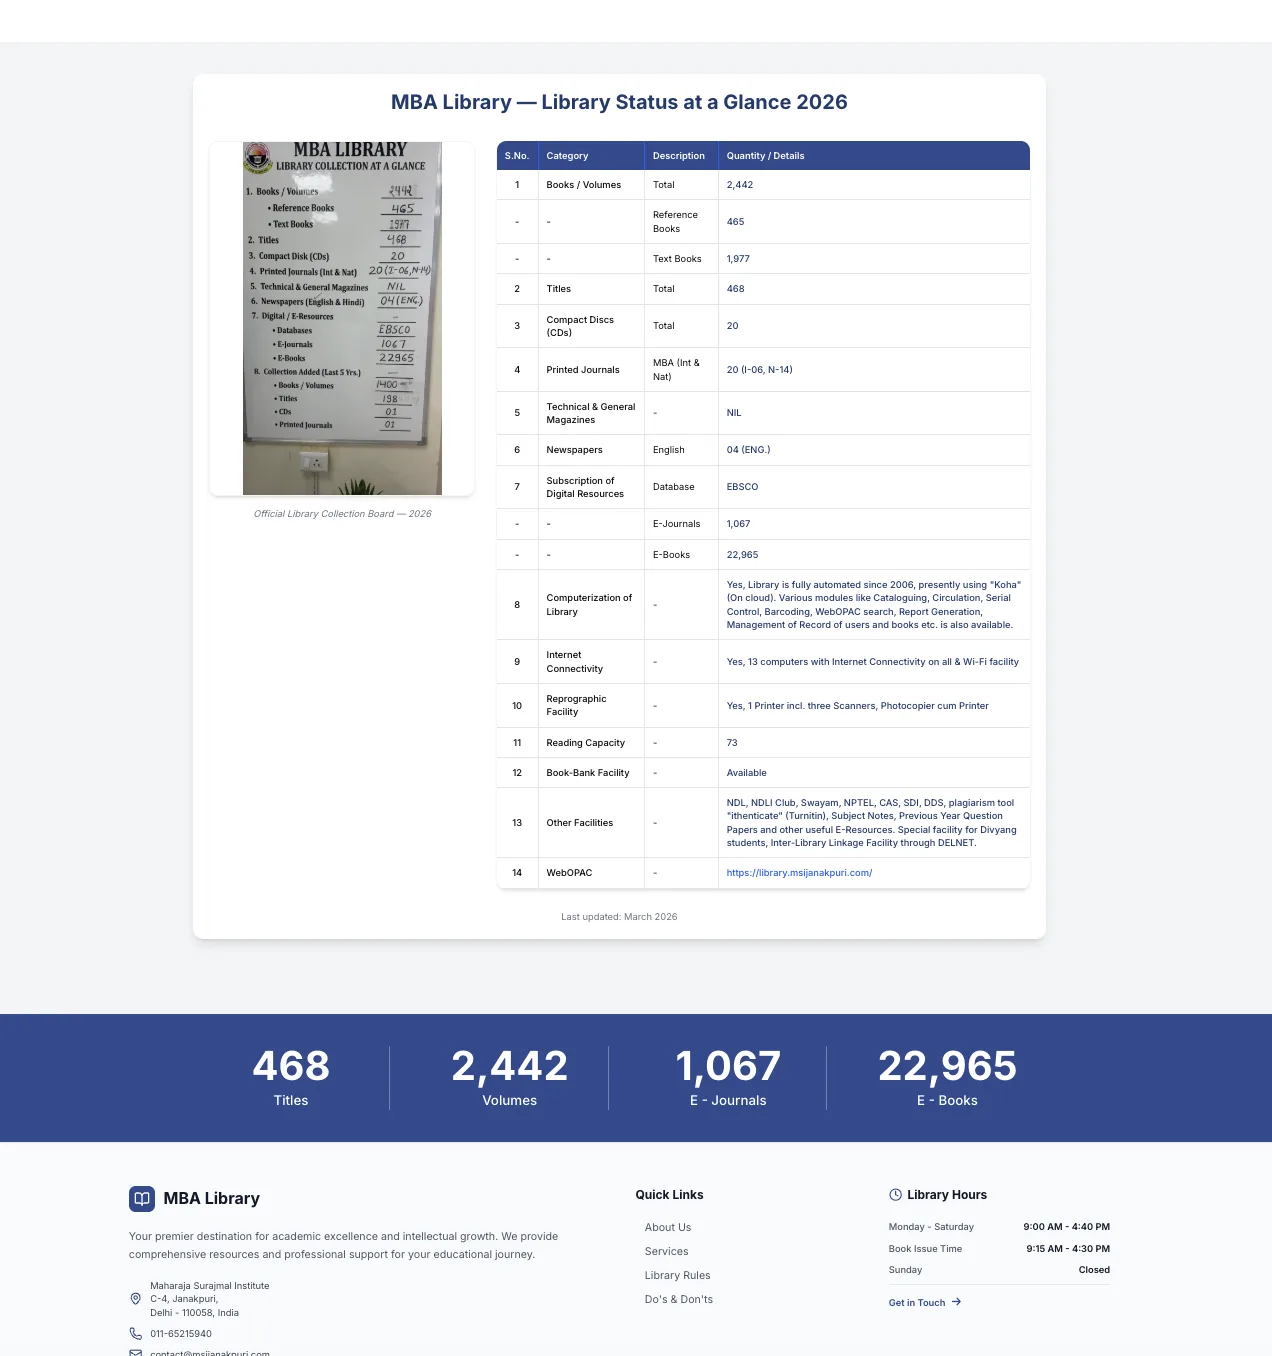 MBA Library — Library Status at a Glance 2026
MBA LIBRARY
LIBRARY COLLECTION AT A GLANCE
1. Books / Volumes 2442
• Reference Books 465
• Text Books 1977
2. Titles 468
3. Compact Disk (CDs) 20
4. Printed Journals (Int & Nat) 20 (I-06, N-14)
5. Technical & General Magazines NIL
6. Newspapers (English & Hindi) 04 (ENG.)
7. Digital / E-Resources —
• Databases EBSCO
• E-Journals 1067
• E-Books 22965
8. Collection Added (Last 5 Yrs.) —
• Books / Volumes 1400
• Titles 198
• CDs 01
• Printed Journals 01
Official Library Collection Board — 2026
S.No. Category Description Quantity / Details
1 Books / Volumes Total 2,442
- - Reference Books 465
- - Text Books 1,977
2 Titles Total 468
3 Compact Discs (CDs) Total 20
4 Printed Journals MBA (Int & Nat) 20 (I-06, N-14)
5 Technical & General Magazines - NIL
6 Newspapers English 04 (ENG.)
7 Subscription of Digital Resources Database EBSCO
- - E-Journals 1,067
- - E-Books 22,965
8 Computerization of Library - Yes, Library is fully automated since 2006, presently using "Koha"
(On cloud). Various modules like Cataloguing, Circulation, Serial
Control, Barcoding, WebOPAC search, Report Generation,
Management of Record of users and books etc. is also available.
9 Internet Connectivity - Yes, 13 computers with Internet Connectivity on all & Wi-Fi facility
10 Reprographic Facility - Yes, 1 Printer incl. three Scanners, Photocopier cum Printer
11 Reading Capacity - 73
12 Book-Bank Facility - Available
13 Other Facilities - NDL, NDLI Club, Swayam, NPTEL, CAS, SDI, DDS, plagiarism tool
"ithenticate" (Turnitin), Subject Notes, Previous Year Question
Papers and other useful E-Resources. Special facility for Divyang
students, Inter-Library Linkage Facility through DELNET.
14 WebOPAC - https://library.msijanakpuri.com/
Last updated: March 2026
468 2,442 1,067 22,965
Titles Volumes E - Journals E - Books
MBA Library
Your premier destination for academic excellence and intellectual growth. We provide
comprehensive resources and professional support for your educational journey.
Maharaja Surajmal Institute
C-4, Janakpuri,
Delhi - 110058, India
011-65215940
contact@msijanakpuri.com
Quick Links
About Us
Services
Library Rules
Do's & Don'ts
Library Hours
Monday - Saturday 9:00 AM - 4:40 PM
Book Issue Time 9:15 AM - 4:30 PM
Sunday Closed
Get in Touch →